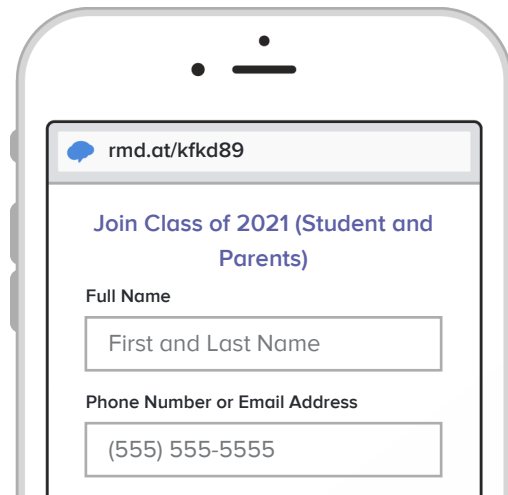 rmd.at/kfkd89
Join Class of 2021 (Student and
Parents)
Full Name
First and Last Name
Phone Number or Email Address
(555) 555-5555